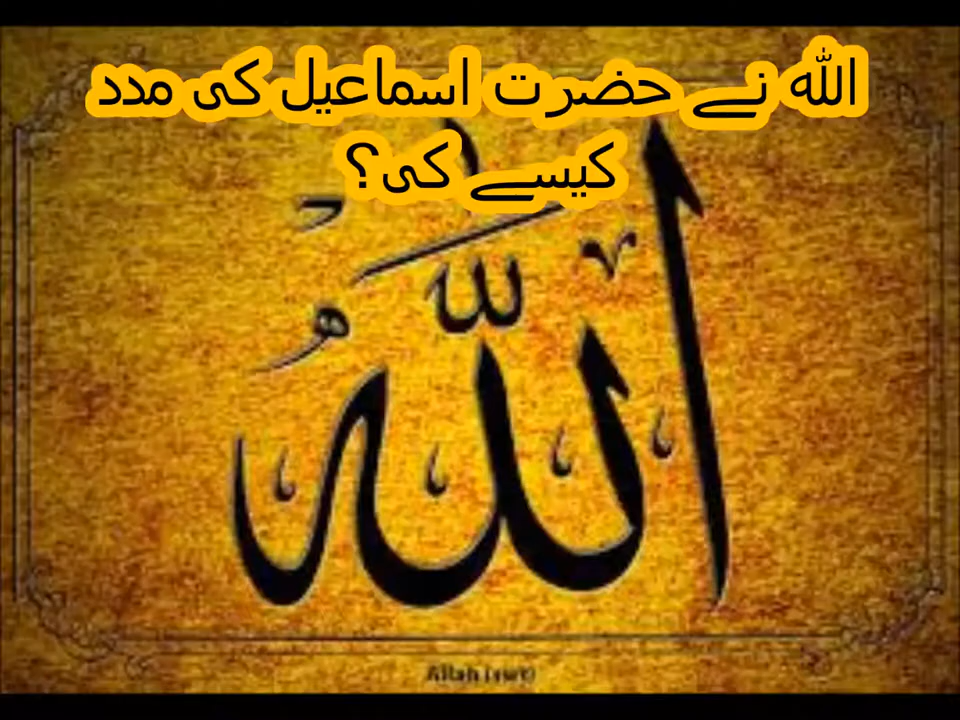 اللہ نے حضرت اسماعیل کی مدد
کیسے کی؟
اللہ
Allah (swt)